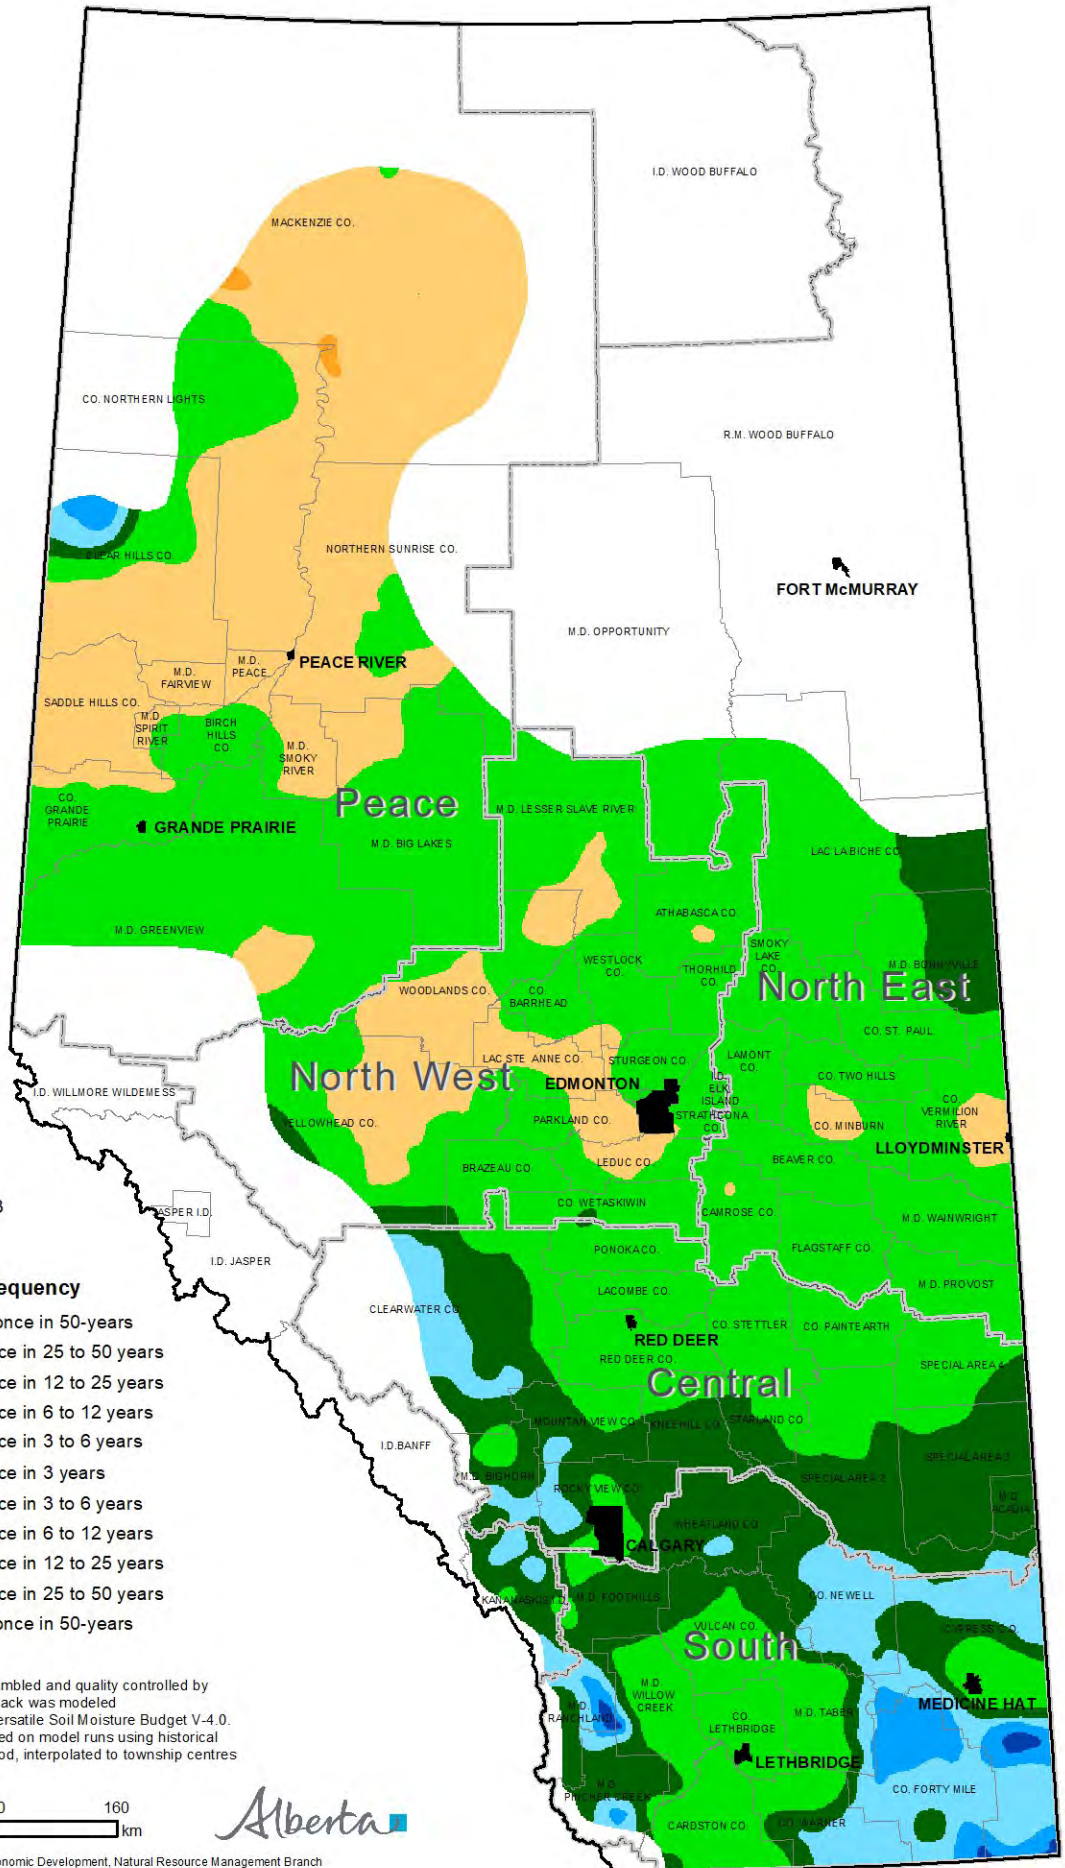 I.D. WOOD BUFFALO
MACKENZIE CO.
CO. NORTHERN LIGHTS
R.M. WOOD BUFFALO
CLEAR HILLS CO.
NORTHERN SUNRISE CO.
FORT McMURRAY
M.D. OPPORTUNITY
PEACE RIVER
M.D.
PEACE
M.D.
FAIRVIEW
SADDLE HILLS CO.
M.D.
SPIRIT
RIVER
BIRCH
HILLS
CO
M.D.
SMOKY
RIVER
CO.
GRANDE
PRAIRIE
Peace
M.D. LESSER SLAVE RIVER
GRANDE PRAIRIE
M.D. BIG LAKES
LAC LA BICHE CO
ATHABASCA CO.
M.D. GREENVIEW
SMOKY
LAKE
CO.
WESTLOCK
CO.
THORHILD
CO.
M.D. BONNYVILLE
North East
WOODLANDS CO.
CO.
BARRHEAD
CO. ST. PAUL
LAC STE ANNE CO.
STURGEON CO.
LAMONT
CO.
North West
EDMONTON
I.D.
ELK
ISLAND
CO. TWO HILLS
I.D. WILLMORE WILDERNESS
CO.
VERMILION
RIVER
YELLOWHEAD CO.
PARKLAND CO.
STRATHCONA
CO.
CO. MINBURN
LLOYDMINSTER
BRAZEAU CO.
LEDUC CO.
BEAVER CO.
CO. WETASKIWIN
CAMROSE CO.
M.D. WAINWRIGHT
3
JASPER I.D.
I.D. JASPER
PONOKA CO.
FLAGSTAFF CO.
M.D. PROVOST
LACOMBE CO.
CLEARWATER CO
CO. STETTLER
CO. PAINTEARTH
RED DEER
RED DEER CO.
SPECIAL AREA 4
Central
MOUNTAIN VIEW CO.
KNEEHILL CO.
STARLAND CO.
I.D. BANFF
SPECIAL AREA 3
M.D. BIGHORN
SPECIAL AREA 2
ROCKY VIEW CO.
M.D.
ACADIA
WHEATLAND CO.
CALGARY
KANANASKIS I.D.
M.D. FOOTHILLS
CO. NEWELL
VULCAN CO.
CYPRESS CO.
South
M.D.
WILLOW
CREEK
M.D.
RANCHLAND
MEDICINE HAT
CO.
LETHBRIDGE
M.D. TABER
LETHBRIDGE
M.D.
PINCHER CREEK
CO. FORTY MILE
CARDSTON CO.
CO. WARNER
equency
once in 50-years
ce in 25 to 50 years
ce in 12 to 25 years
ce in 6 to 12 years
ce in 3 to 6 years
ce in 3 years
ce in 3 to 6 years
ce in 6 to 12 years
ce in 12 to 25 years
ce in 25 to 50 years
once in 50-years
mbled and quality controlled by
ack was modeled
ersatile Soil Moisture Budget V-4.0.
ed on model runs using historical
od, interpolated to township centres
0 160
km
Alberta
onomic Development, Natural Resource Management Branch